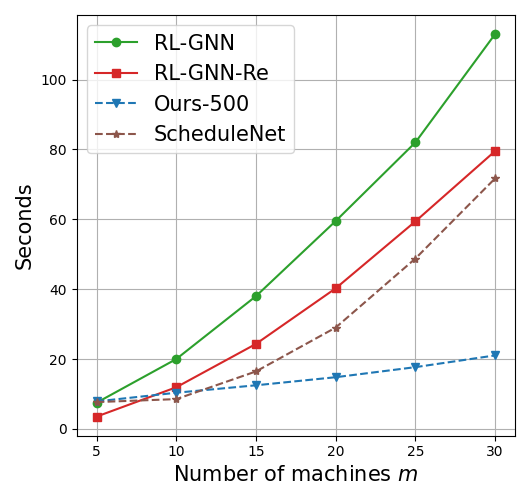 RL-GNN
RL-GNN-Re
Ours-500
ScheduleNet
Seconds
100
80
60
40
20
0
5 10 15 20 25 30
Number of machines m